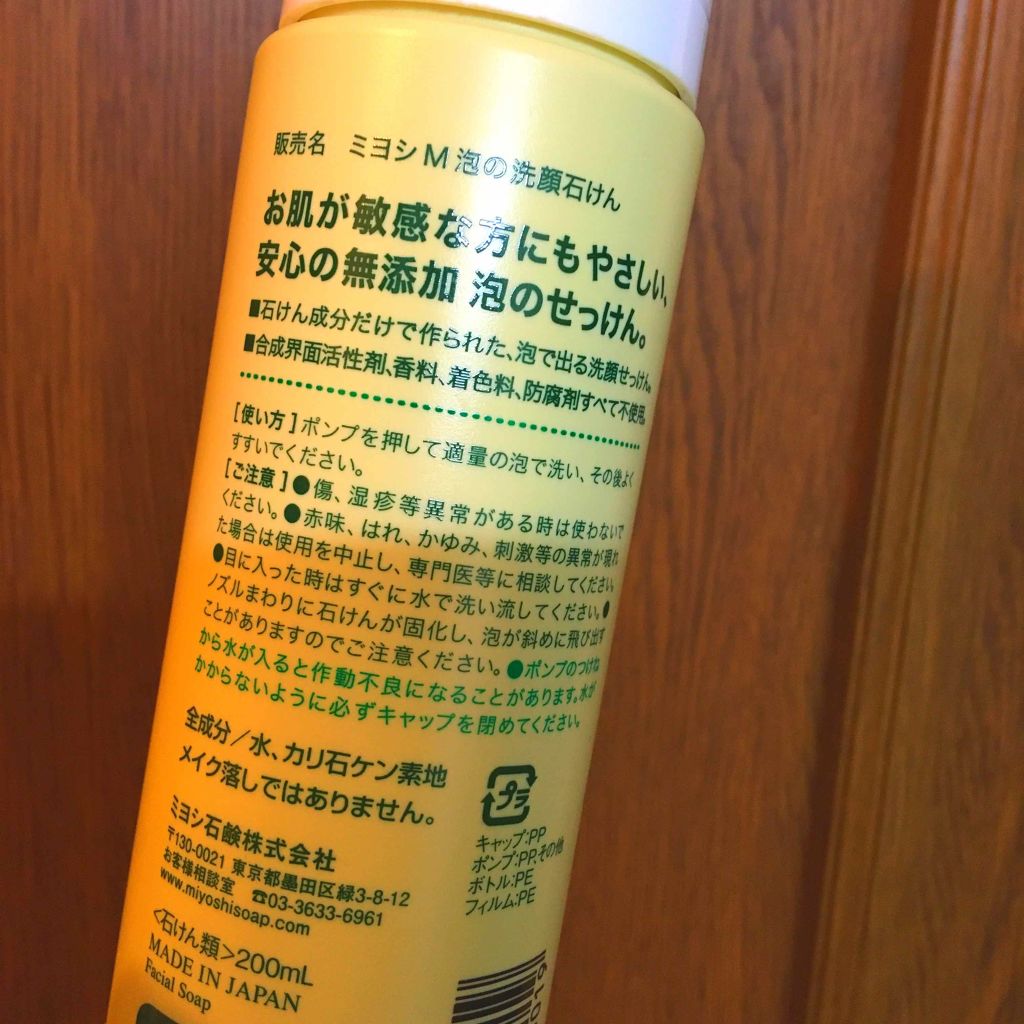 販売名 ミヨシM泡の洗顔石けん
お肌が敏感な方にもやさしい、
安心の無添加 泡のせっけん。
■石けん成分だけで作られた、泡で出る洗顔せっけん。
■合成界面活性剤、香料、着色料、防腐剤すべて不使用。
[使い方]ポンプを押して適量の泡で洗い、その後よく
すすいでください。
[ご注意]●傷、湿疹等異常がある時は使わないで
ください。●赤味、はれ、かゆみ、刺激等の異常が現れ
た場合は使用を中止し、専門医等に相談してください。
●目に入った時はすぐに水で洗い流してください。●
ノズルまわりに石けんが固化し、泡が斜めに飛び出す
ことがありますのでご注意ください。●ポンプのつけね
から水が入ると作動不良になることがあります。水が
かからないように必ずキャップを閉めてください。
全成分/水、カリ石ケン素地
メイク落しではありません。
ミヨシ石鹸株式会社
〒130-0021 東京都墨田区緑3-8-12
お客様相談室 ☎03-3633-6961
www.miyoshisoap.com
<石けん類>200mL
MADE IN JAPAN
Facial Soap
プラ
キャップ:PP
ポンプ:PP、その他
ボトル:PE
フィルム:PE